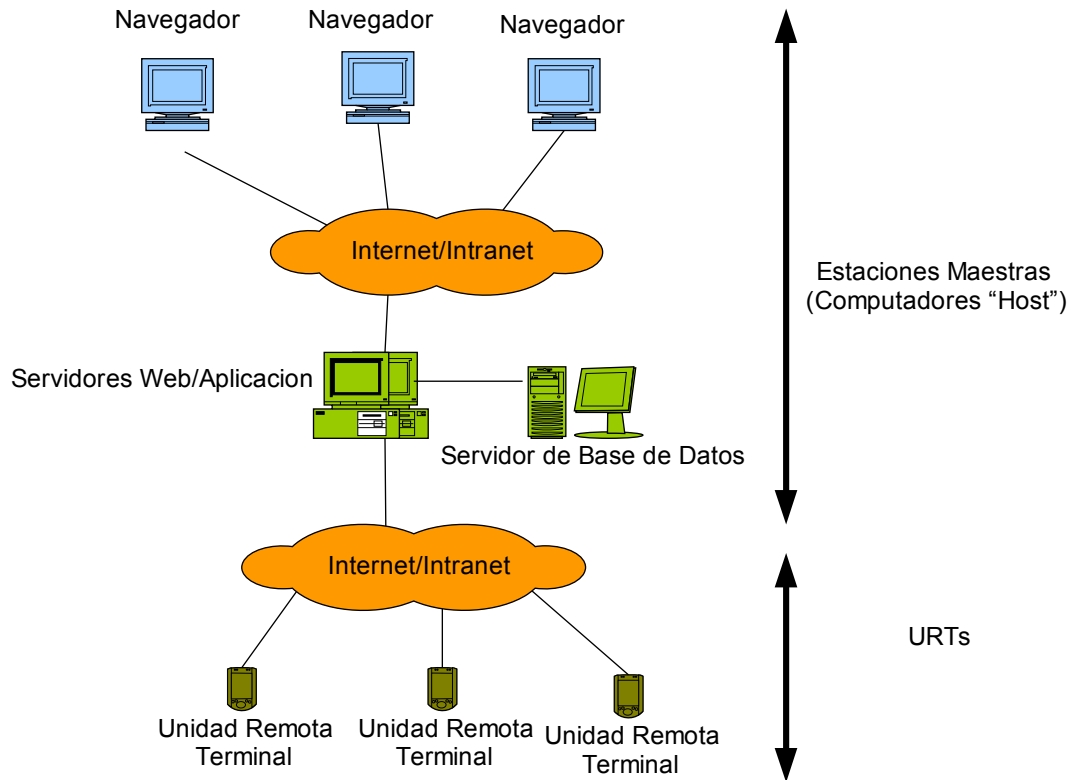 Navegador
Navegador
Navegador
Internet/Intranet
Estaciones Maestras
(Computadores “Host”)
Servidores Web/Aplicacion
Servidor de Base de Datos
Internet/Intranet
URTs
Unidad Remota
Terminal
Unidad Remota
Terminal
Unidad Remota
Terminal